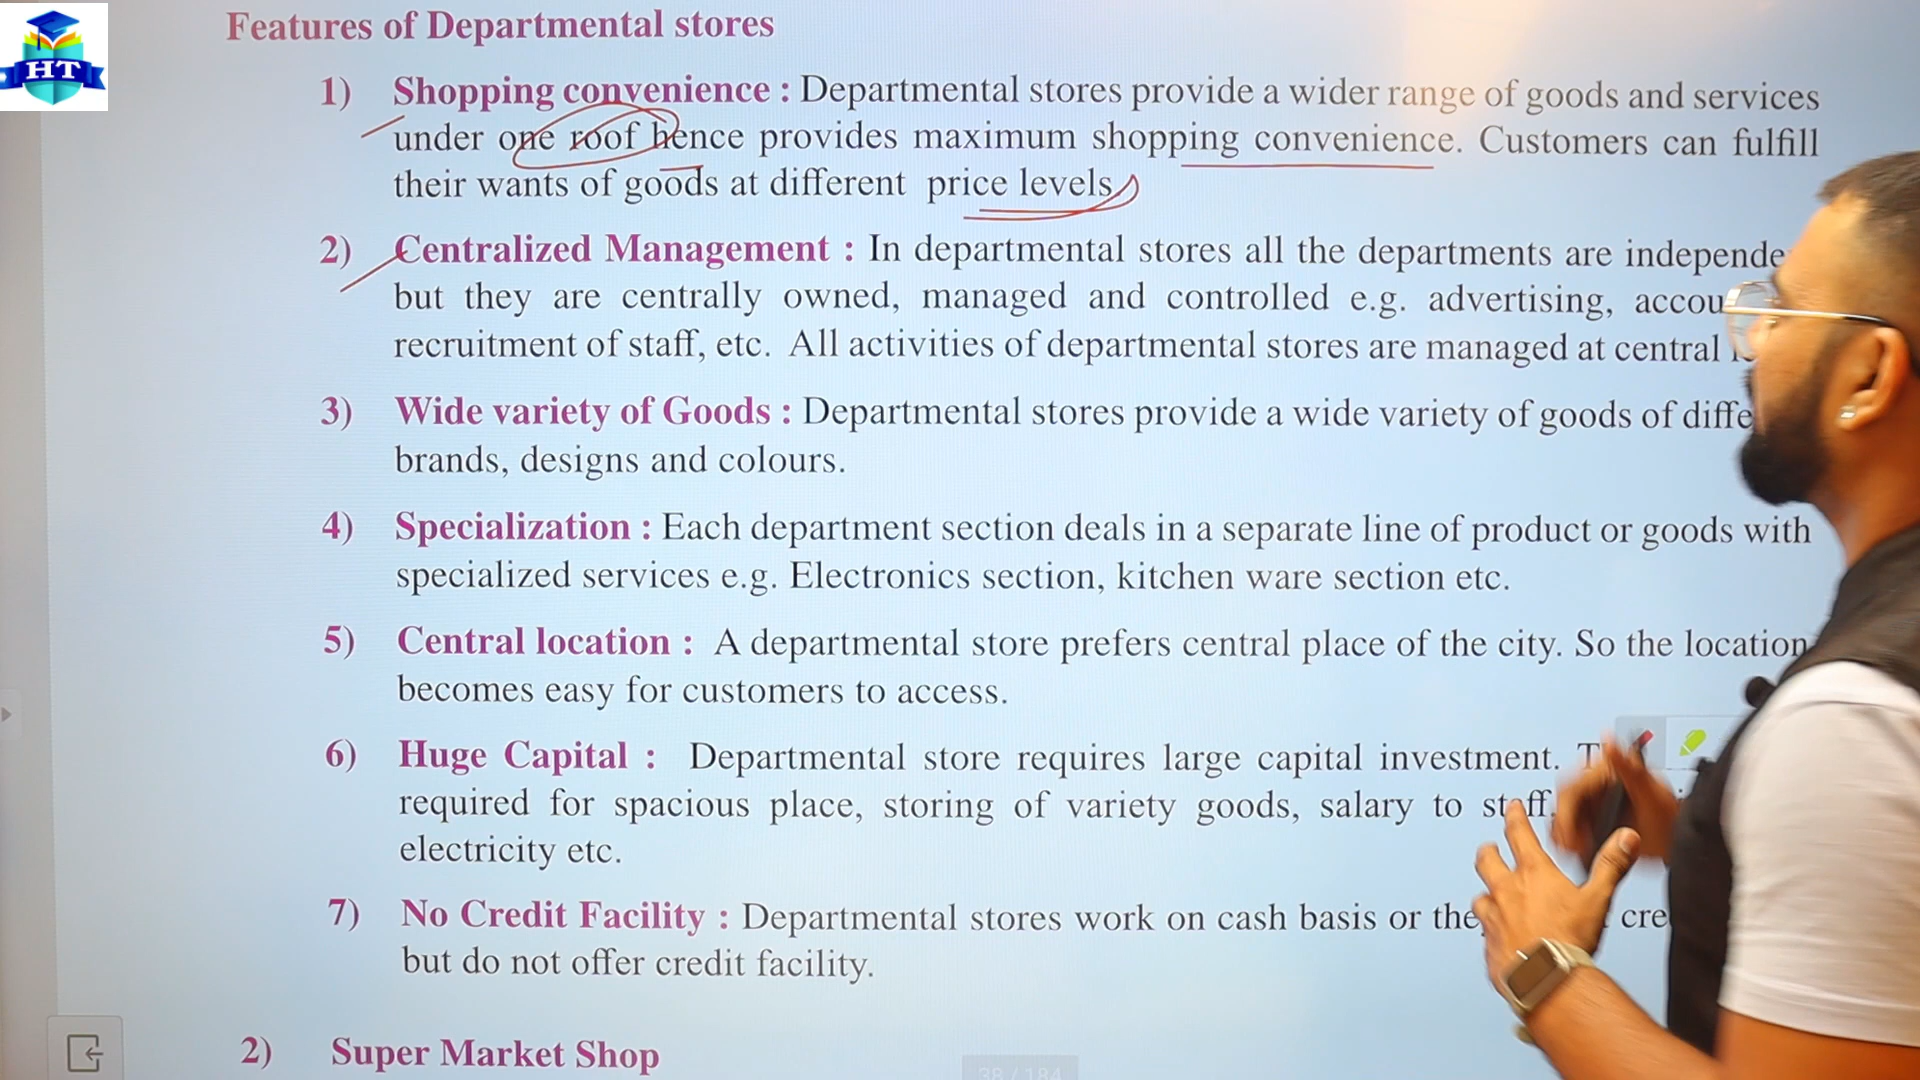 HT
Features of Departmental stores
1) Shopping convenience : Departmental stores provide a wider range of goods and services
under one roof hence provides maximum shopping convenience. Customers can fulfill
their wants of goods at different price levels
2) Centralized Management : In departmental stores all the departments are
but they are centrally owned, managed and controlled e.g. advertising,
recruitment of staff, etc. All activities of departmental stores are managed at central
3) Wide variety of Goods : Departmental stores provide a wide variety of goods of
brands, designs and colours.
4) Specialization : Each department section deals in a separate line of product or goods with
specialized services e.g. Electronics section, kitchen ware section etc.
5) Central location : A departmental store prefers central place of the city. So the location
becomes easy for customers to access.
6) Huge Capital : Departmental store requires large capital investment.
required for spacious place, storing of variety goods, salary to staff,
electricity etc.
7) No Credit Facility : Departmental stores work on cash basis or
but do not offer credit facility.
2) Super Market Shop
38 / 184